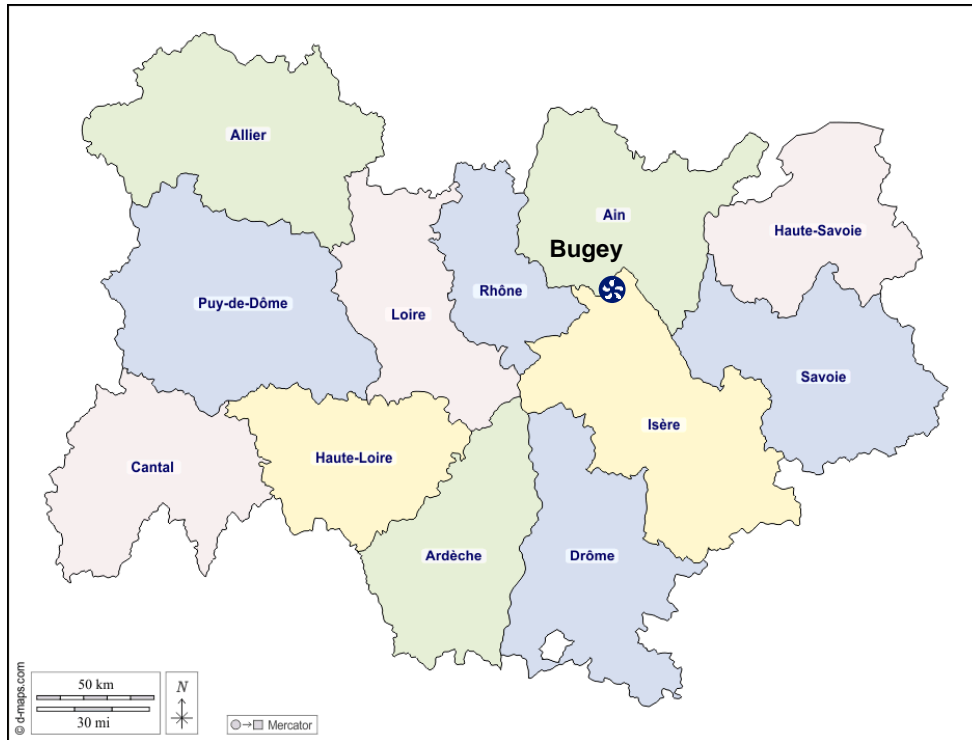 Allier
Ain
Haute-Savoie
Bugey
Puy-de-Dôme
Rhône
Loire
Savoie
Isère
Cantal
Haute-Loire
Ardèche
Drôme
© d-maps.com
50 km
30 mi
N
Mercator